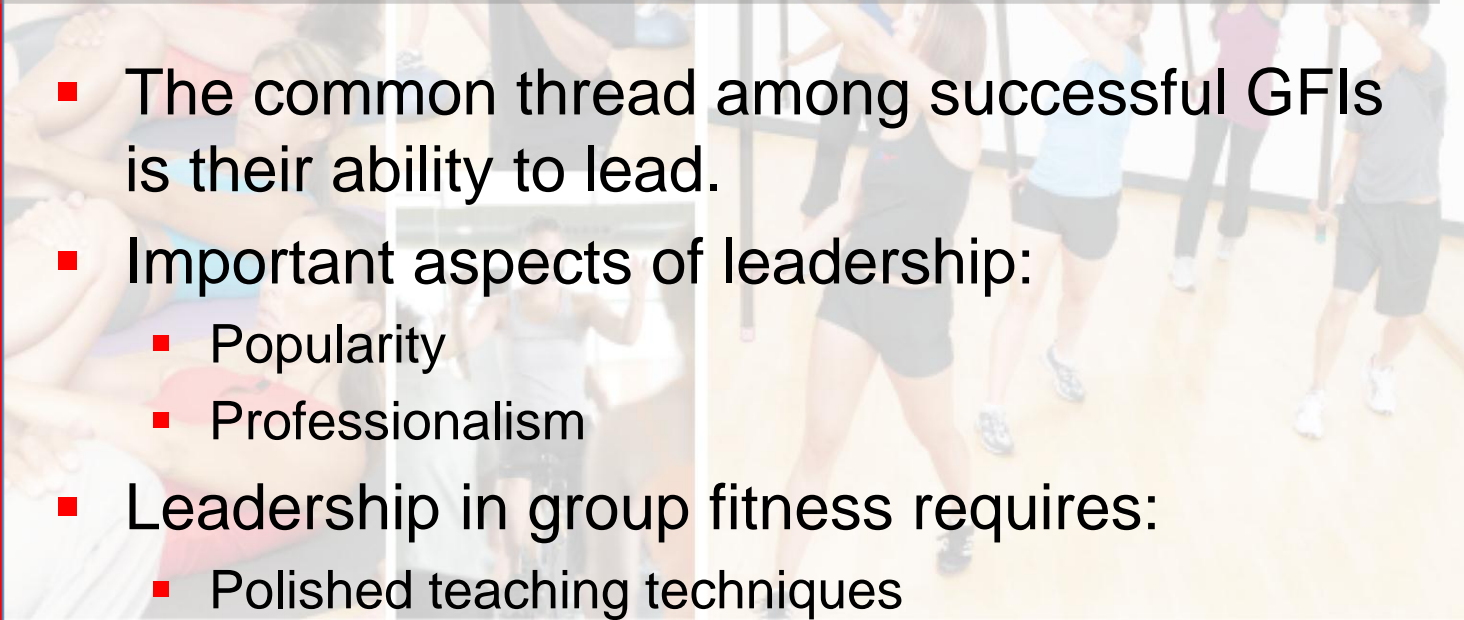 The common thread among successful GFIs
is their ability to lead.
Important aspects of leadership:
Popularity
Professionalism
Leadership in group fitness requires:
Polished teaching techniques